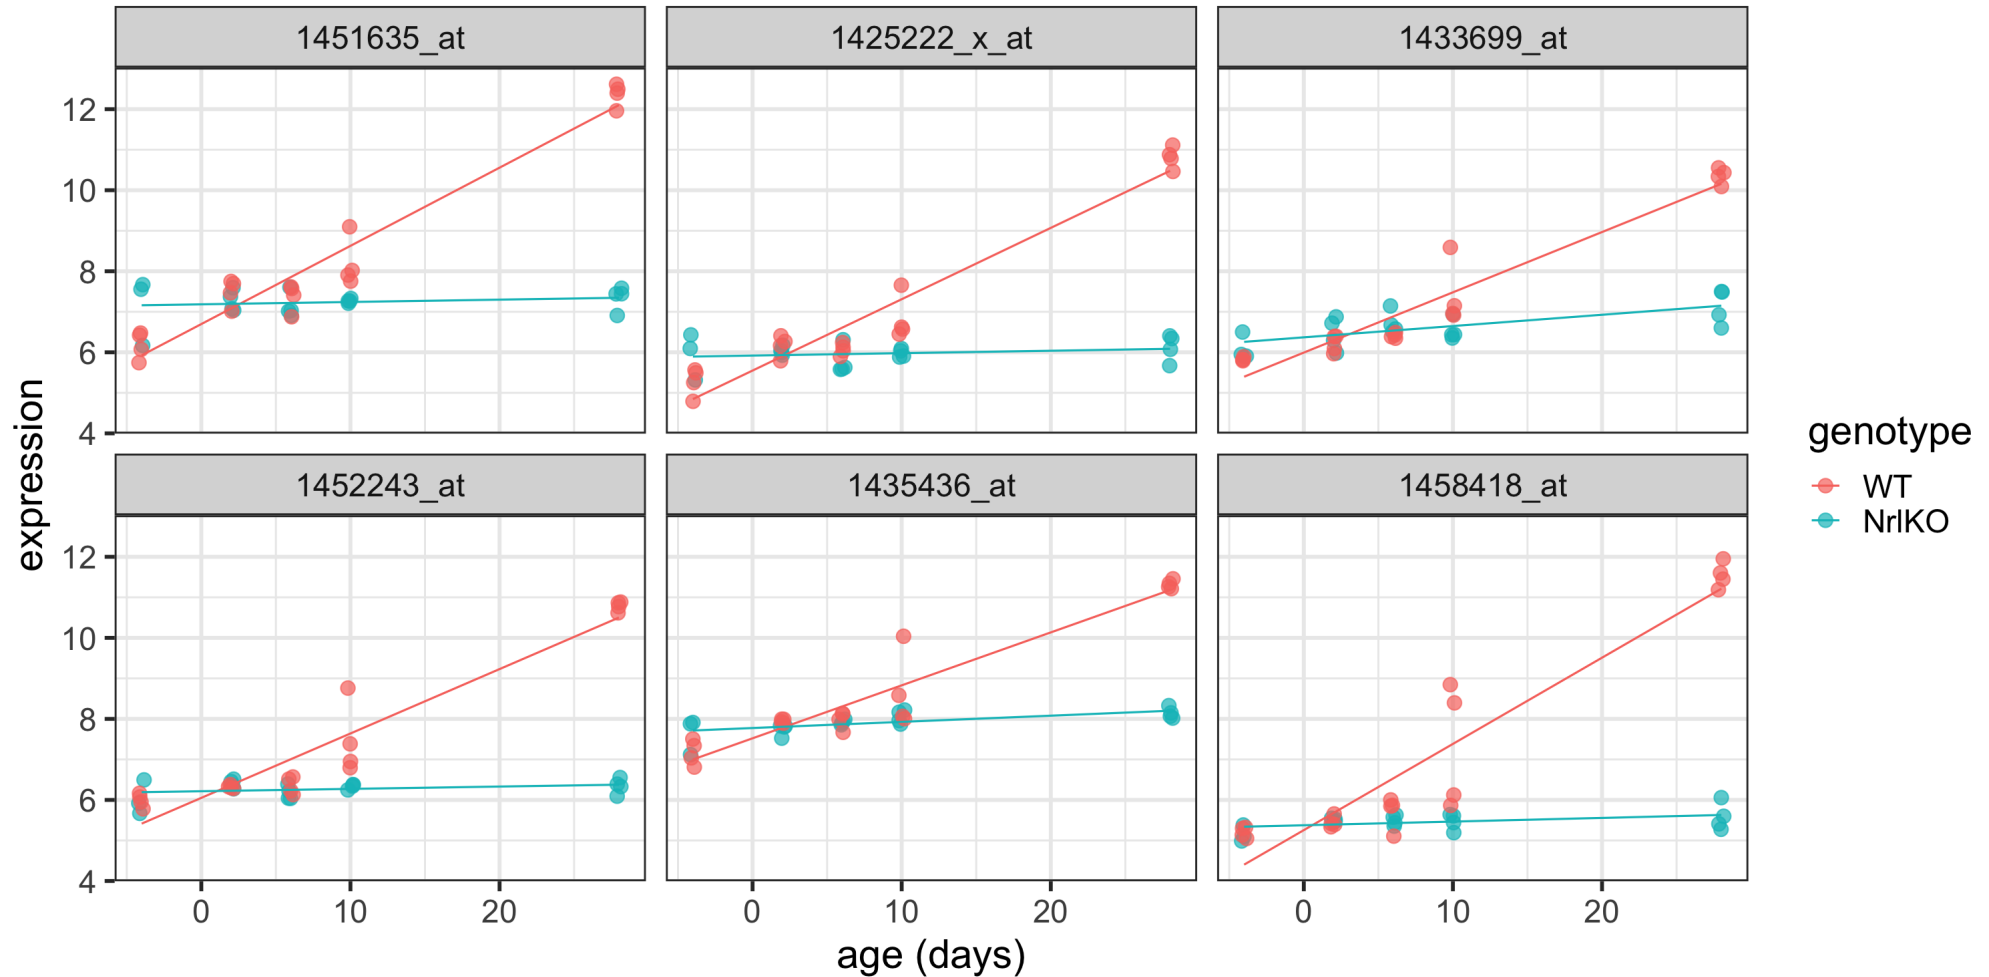 1451635_at 1425222_x_at 1433699_at
12
10
8
6
4
1452243_at 1435436_at 1458418_at
12
10
8
6
4
0 10 20 0 10 20 0 10 20
age (days)
expression
genotype
WT
NrlKO